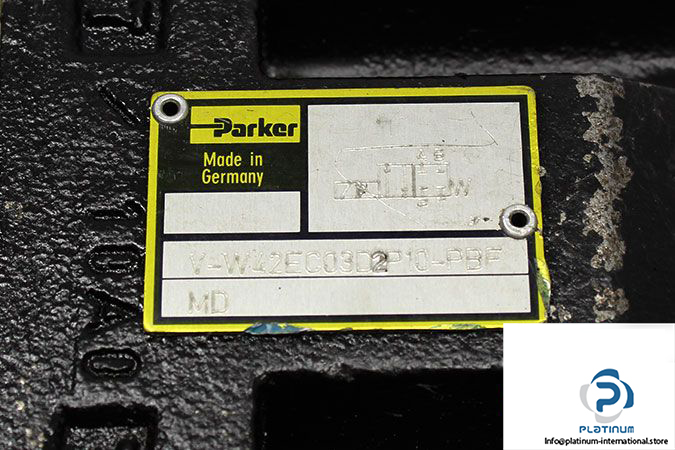 Parker
Made in
Germany
A B
W
V-W42EC03D2P10-PBF
MD
PLATINUM
Info@platinum-international.store